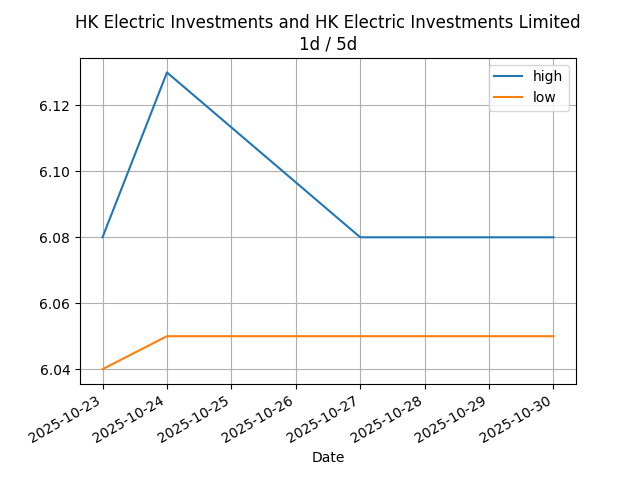 HK Electric Investments and HK Electric Investments Limited
1d / 5d
high
low
6.12
6.10
6.08
6.06
6.04
2025-10-23
2025-10-24
2025-10-25
2025-10-26
2025-10-27
2025-10-28
2025-10-29
2025-10-30
Date